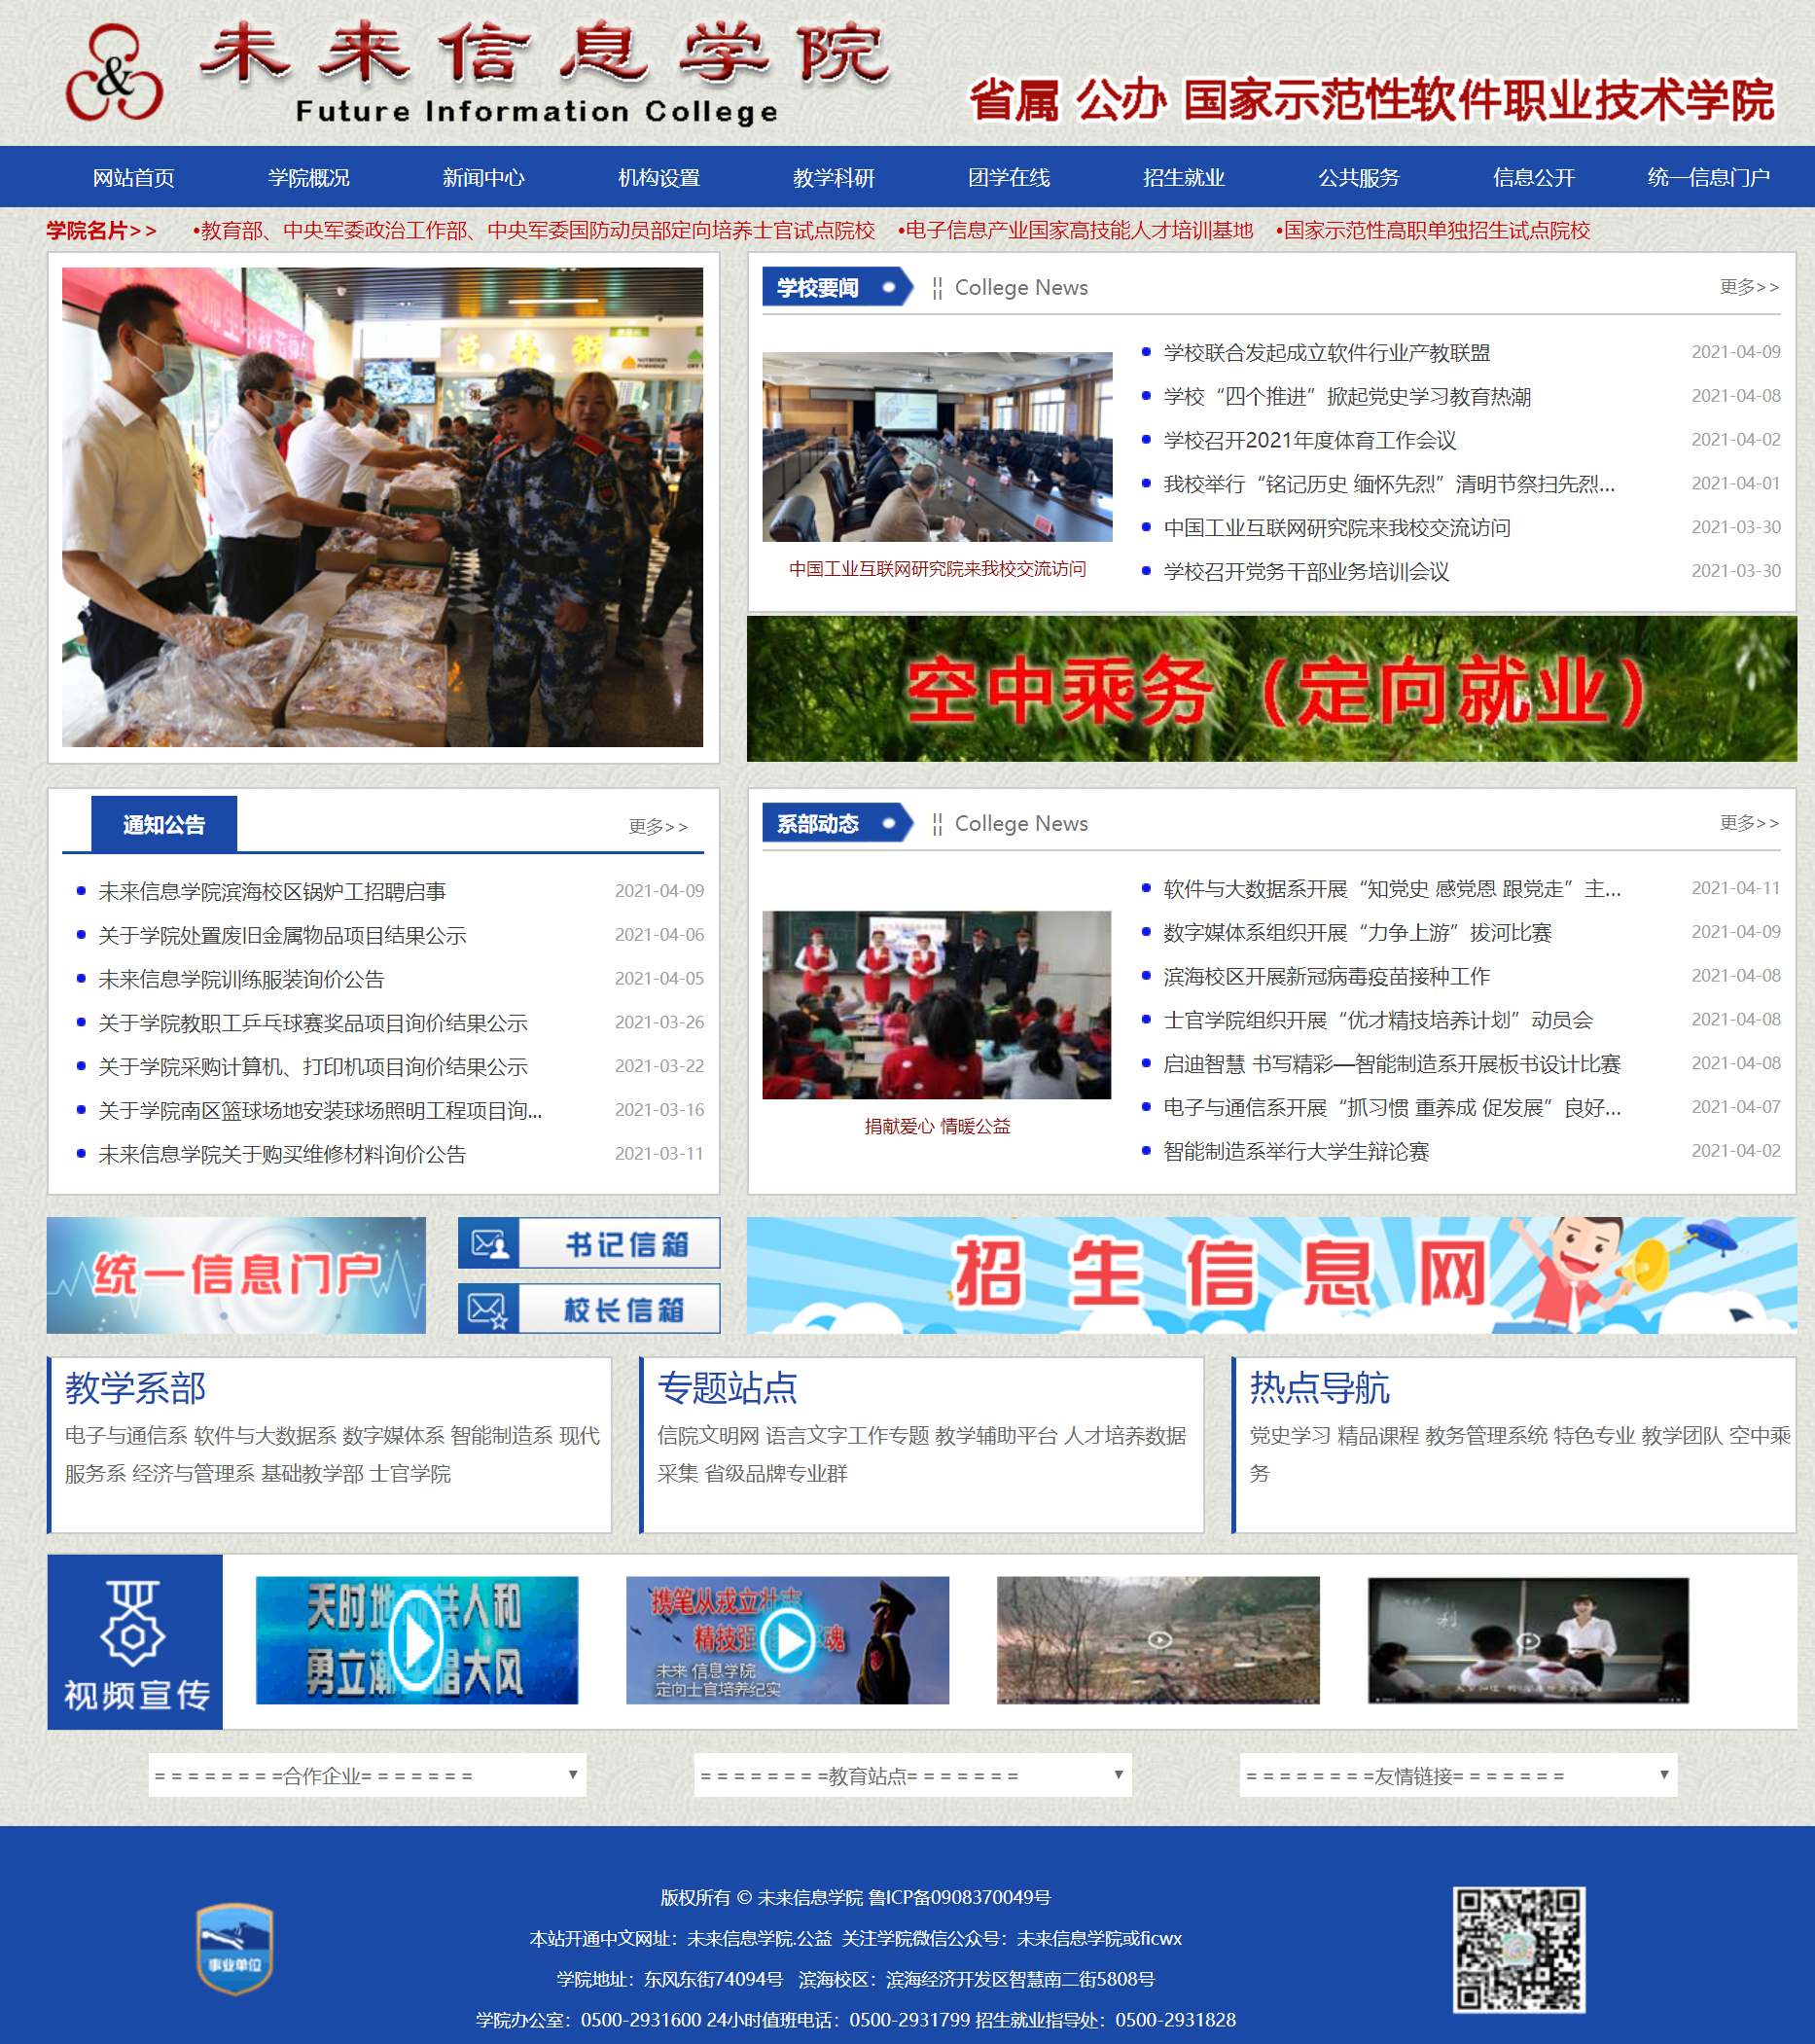 未来信息学院
Future Information College
省属 公办 国家示范性软件职业技术学院
网站首页 学院概况 新闻中心 机构设置 教学科研 团学在线 招生就业 公共服务 信息公开 统一信息门户
学院名片>> •教育部、中央军委政治工作部、中央军委国防动员部定向培养士官试点院校 •电子信息产业国家高技能人才培训基地 •国家示范性高职单独招生试点院校
营养粥
学校要闻 College News 更多>>
学校联合发起成立软件行业产教联盟 2021-04-09
学校“四个推进”掀起党史学习教育热潮 2021-04-08
学校召开2021年度体育工作会议 2021-04-02
我校举行“铭记历史 缅怀先烈”清明节祭扫先烈... 2021-04-01
中国工业互联网研究院来我校交流访问 2021-03-30
学校召开党务干部业务培训会议 2021-03-30
中国工业互联网研究院来我校交流访问
空中乘务（定向就业）
通知公告 更多>>
未来信息学院滨海校区锅炉工招聘启事 2021-04-09
关于学院处置废旧金属物品项目结果公示 2021-04-06
未来信息学院训练服装询价公告 2021-04-05
关于学院教职工乒乓球赛奖品项目询价结果公示 2021-03-26
关于学院采购计算机、打印机项目询价结果公示 2021-03-22
关于学院南区篮球场地安装球场照明工程项目询... 2021-03-16
未来信息学院关于购买维修材料询价公告 2021-03-11
系部动态 College News 更多>>
软件与大数据系开展“知党史 感党恩 跟党走”主... 2021-04-11
数字媒体系组织开展“力争上游”拔河比赛 2021-04-09
滨海校区开展新冠病毒疫苗接种工作 2021-04-08
士官学院组织开展“优才精技培养计划”动员会 2021-04-08
启迪智慧 书写精彩—智能制造系开展板书设计比赛 2021-04-08
电子与通信系开展“抓习惯 重养成 促发展”良好... 2021-04-07
智能制造系举行大学生辩论赛 2021-04-02
捐献爱心 情暖公益
统一信息门户
书记信箱
校长信箱
招生信息网
教学系部
电子与通信系 软件与大数据系 数字媒体系 智能制造系 现代
服务系 经济与管理系 基础教学部 士官学院
专题站点
信院文明网 语言文字工作专题 教学辅助平台 人才培养数据
采集 省级品牌专业群
热点导航
党史学习 精品课程 教务管理系统 特色专业 教学团队 空中乘
务
视频宣传
天时地 人和
勇立潮 唱大风
携笔从戎立壮志
精技强 魂
未来 信息学院
定向士官培养纪实
= = = = = = = =合作企业= = = = = = =
= = = = = = = =教育站点= = = = = = =
= = = = = = = =友情链接= = = = = = =
事业单位
版权所有 © 未来信息学院 鲁ICP备0908370049号
本站开通中文网址：未来信息学院.公益 关注学院微信公众号：未来信息学院或ficwx
学院地址：东风东街74094号 滨海校区：滨海经济开发区智慧南二街5808号
学院办公室：0500-2931600 24小时值班电话：0500-2931799 招生就业指导处：0500-2931828